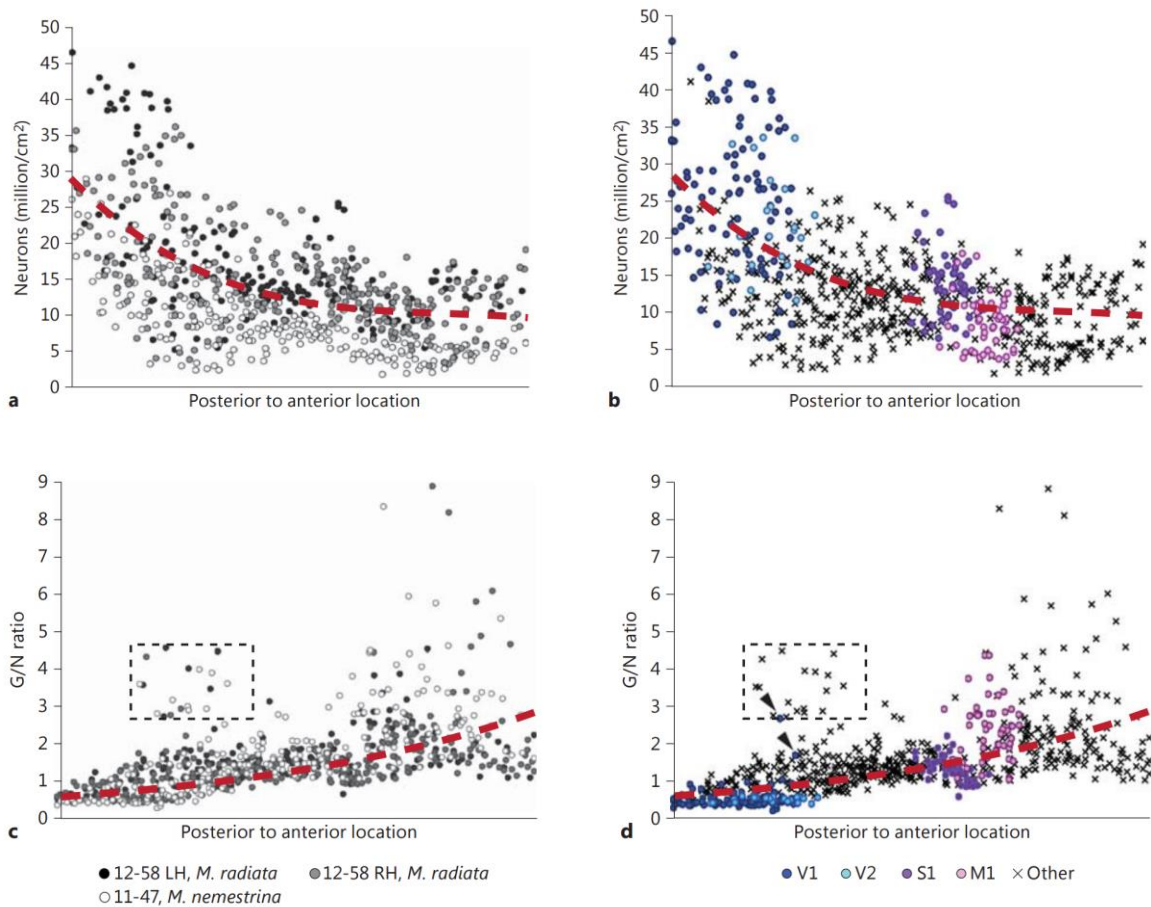 50
45
40
35
30
25
20
15
10
5
0
Neurons (million/cm²)
Posterior to anterior location
a
50
45
40
35
30
25
20
15
10
5
0
Neurons (million/cm²)
Posterior to anterior location
b
9
8
7
6
5
4
3
2
1
0
G/N ratio
Posterior to anterior location
c
9
8
7
6
5
4
3
2
1
0
G/N ratio
Posterior to anterior location
d
12-58 LH, M. radiata 12-58 RH, M. radiata
11-47, M. nemestrina
V1 V2 S1 M1 Other